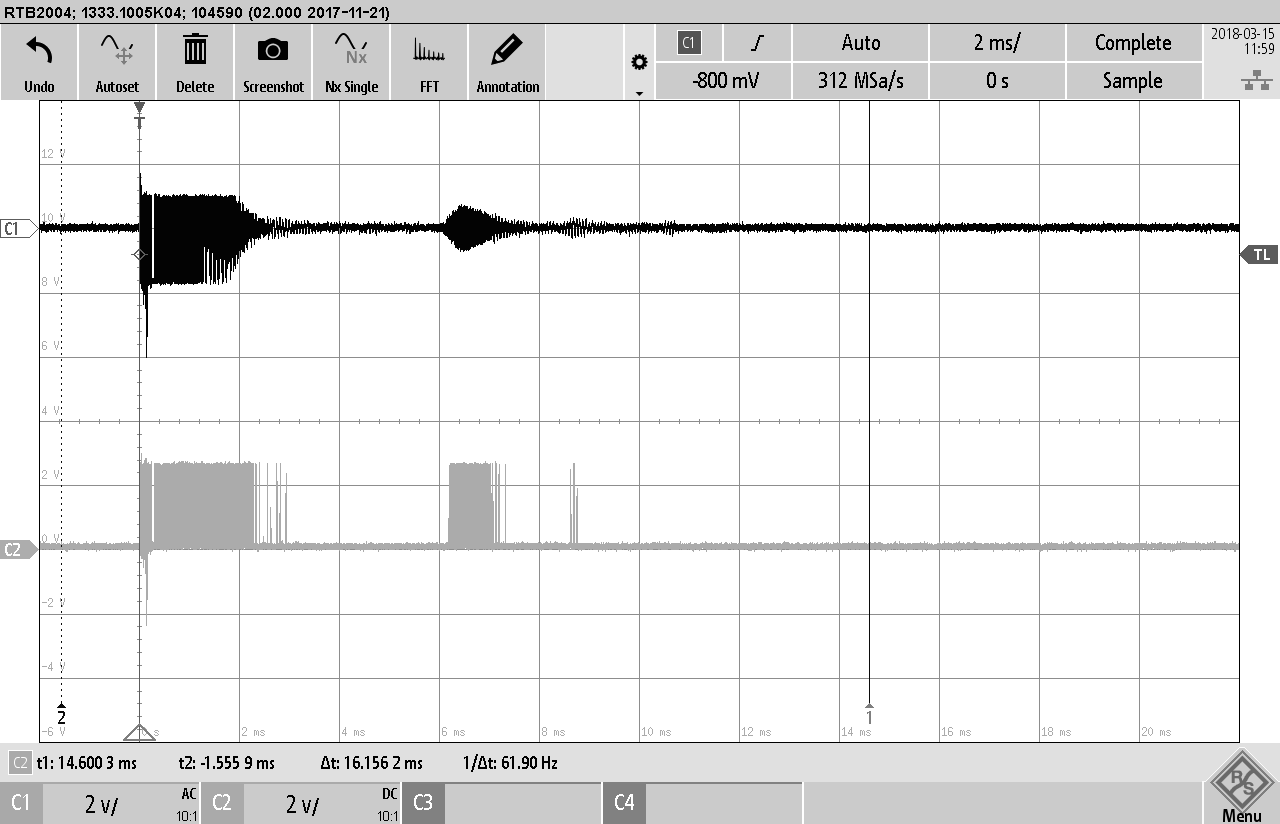 RTB2004; 1333.1005K04; 104590 (02.000 2017-11-21)
Undo
Autoset
Delete
Screenshot
Nx
Nx Single
FFT
Annotation
C1
Auto
2 ms/
Complete
2018-03-15
11:59
-800 mV
312 MSa/s
0 s
Sample
T
12 V
10 V
C1
TL
8 V
6 V
4 V
2 V
0 V
C2
-2 V
-4 V
2
1
-6 V
0 s
2 ms
4 ms
6 ms
8 ms
10 ms
12 ms
14 ms
16 ms
18 ms
20 ms
C2 t1: 14.600 3 ms t2: -1.555 9 ms Δt: 16.156 2 ms 1/Δt: 61.90 Hz
C1 2 v/ AC 10:1
C2 2 v/ DC 10:1
C3
C4
R S
Menu